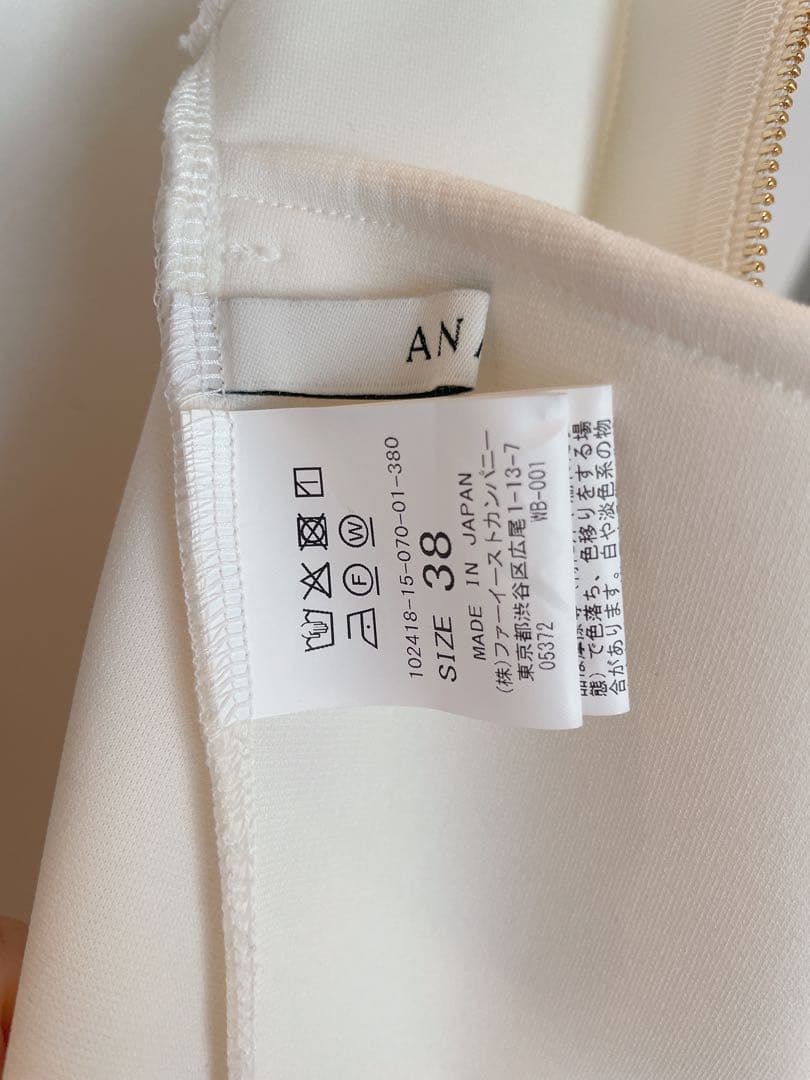 AN
102418-15-070-01-380
SIZE 38
MADE IN JAPAN
(株)ファーイーストカンパニー
東京都渋谷区広尾1-13-7
05372 WB-001
態)で色落ち、色移りをする場
合があります。白や淡色系の物